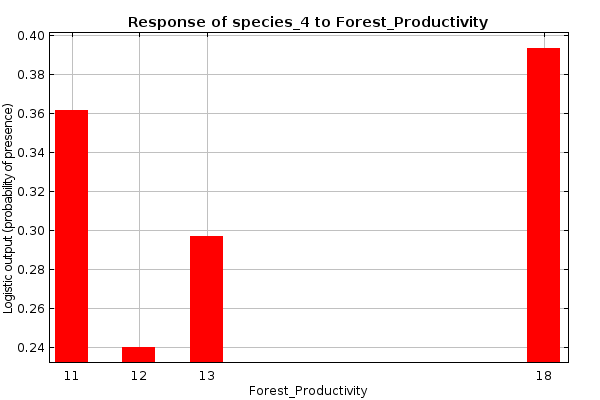 Response of species_4 to Forest_Productivity
Logistic output (probability of presence)
0.40
0.38
0.36
0.34
0.32
0.30
0.28
0.26
0.24
11 12 13 18
Forest_Productivity